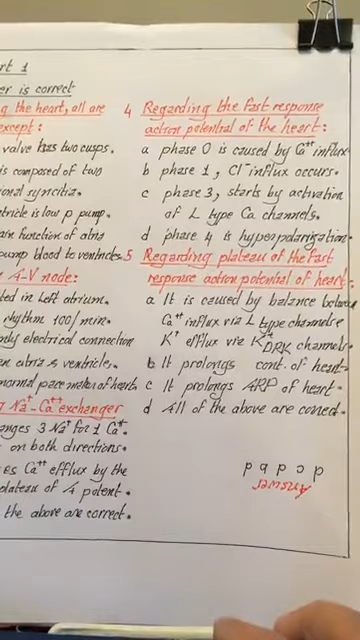 rt 1
er is correct
g the heart, all are
except:
valve has two cusps.
is composed of two
onal syncitia.
tricle is low p pump.
ain function of atria
pump blood to ventricles.
A-V node:
ted in Left atrium.
rhythm 100/min.
nly electrical connection
en atria & ventricles.
normal pace maker of heart.
Na⁺-Ca⁺⁺ exchanger
anges 3 Na⁺ for 1 Ca⁺⁺.
on both directions.
es Ca⁺⁺ efflux by the
plateau of A potent.
the above are correct.
4 Regarding the fast response
action potential of the heart:
a phase 0 is caused by Ca⁺⁺ influx
b phase 1, Cl⁻ influx occurs.
c phase 3, starts by activation
of L type Ca channels.
d phase 4 is hyperpolarization.
5 Regarding plateau of the fast
response action potential of heart:
a It is caused by balance between
Ca⁺⁺ influx via L type channels &
K⁺ efflux via K⁺ DRK channels.
b It prolongs cont. of heart.
c It prolongs ARP of heart.
d All of the above are correct.
Answer
d c d b d